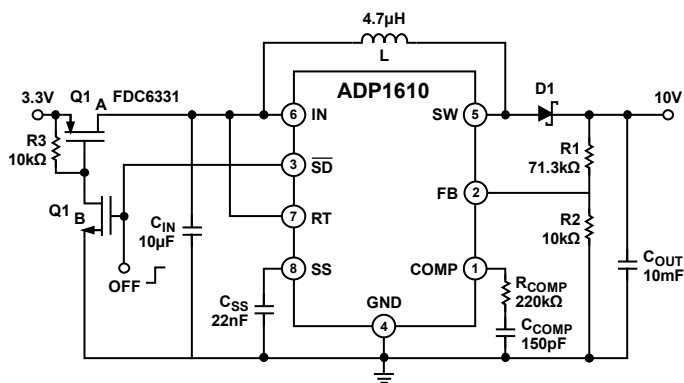 4.7μH
L
Q1
FDC6331
A
3.3V
R3
10kΩ
Q1
B
OFF
C_IN
10μF
C_SS
22nF
ADP1610
6
IN
3
SD
7
RT
8
SS
GND
4
SW
5
FB
2
COMP
1
D1
10V
R1
71.3kΩ
R2
10kΩ
R_COMP
220kΩ
C_COMP
150pF
C_OUT
10mF